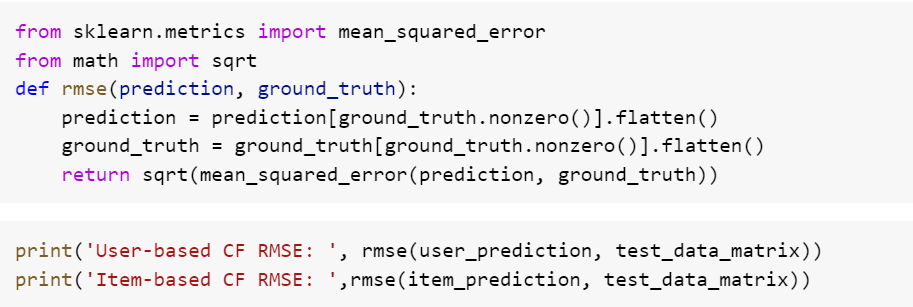 from sklearn.metrics import mean_squared_error
from math import sqrt
def rmse(prediction, ground_truth):
    prediction = prediction[ground_truth.nonzero()].flatten()
    ground_truth = ground_truth[ground_truth.nonzero()].flatten()
    return sqrt(mean_squared_error(prediction, ground_truth))
print('User-based CF RMSE: ', rmse(user_prediction, test_data_matrix))
print('Item-based CF RMSE: ',rmse(item_prediction, test_data_matrix))